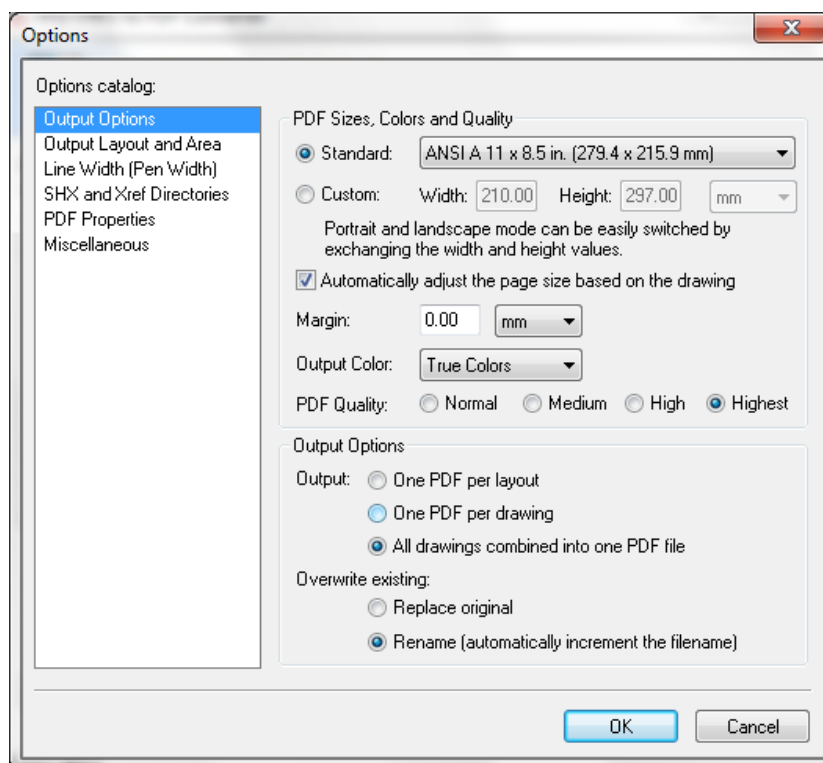 Options
Options catalog:
Output Options
Output Layout and Area
Line Width (Pen Width)
SHX and Xref Directories
PDF Properties
Miscellaneous
PDF Sizes, Colors and Quality
Standard: ANSI A 11 x 8.5 in. (279.4 x 215.9 mm)
Custom: Width: 210.00 Height: 297.00 mm
Portrait and landscape mode can be easily switched by
exchanging the width and height values.
Automatically adjust the page size based on the drawing
Margin: 0.00 mm
Output Color: True Colors
PDF Quality: Normal Medium High Highest
Output Options
Output: One PDF per layout
One PDF per drawing
All drawings combined into one PDF file
Overwrite existing:
Replace original
Rename (automatically increment the filename)
OK Cancel